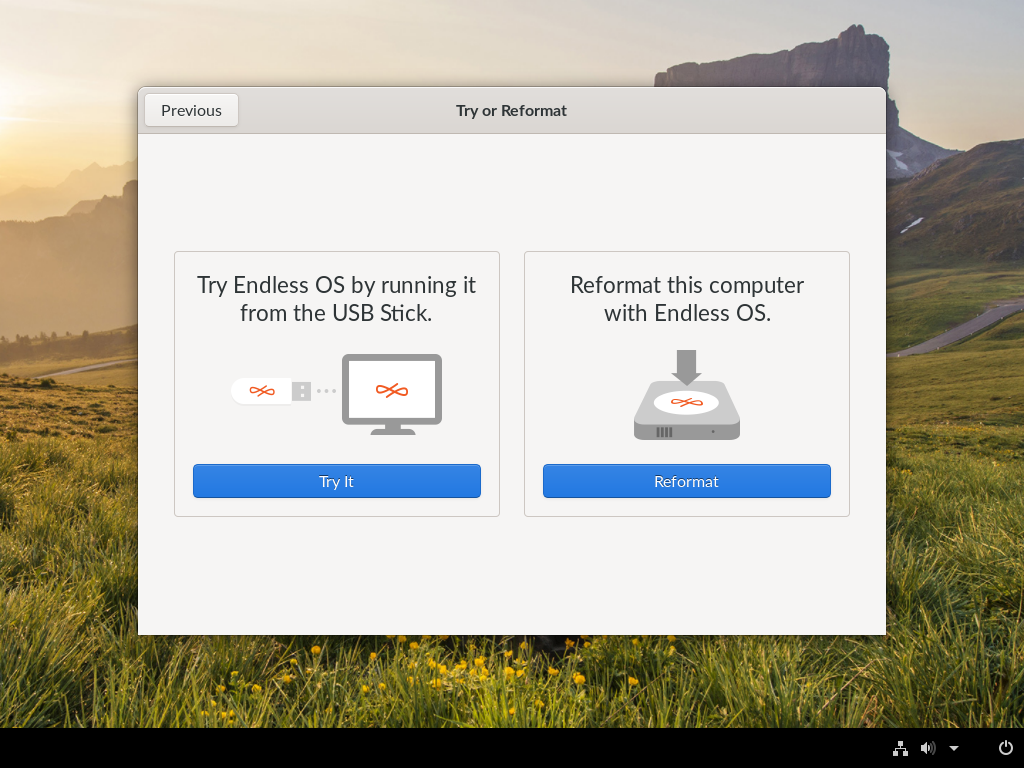 Previous
Try or Reformat
Try Endless OS by running it
from the USB Stick.
Reformat this computer
with Endless OS.
Try It
Reformat